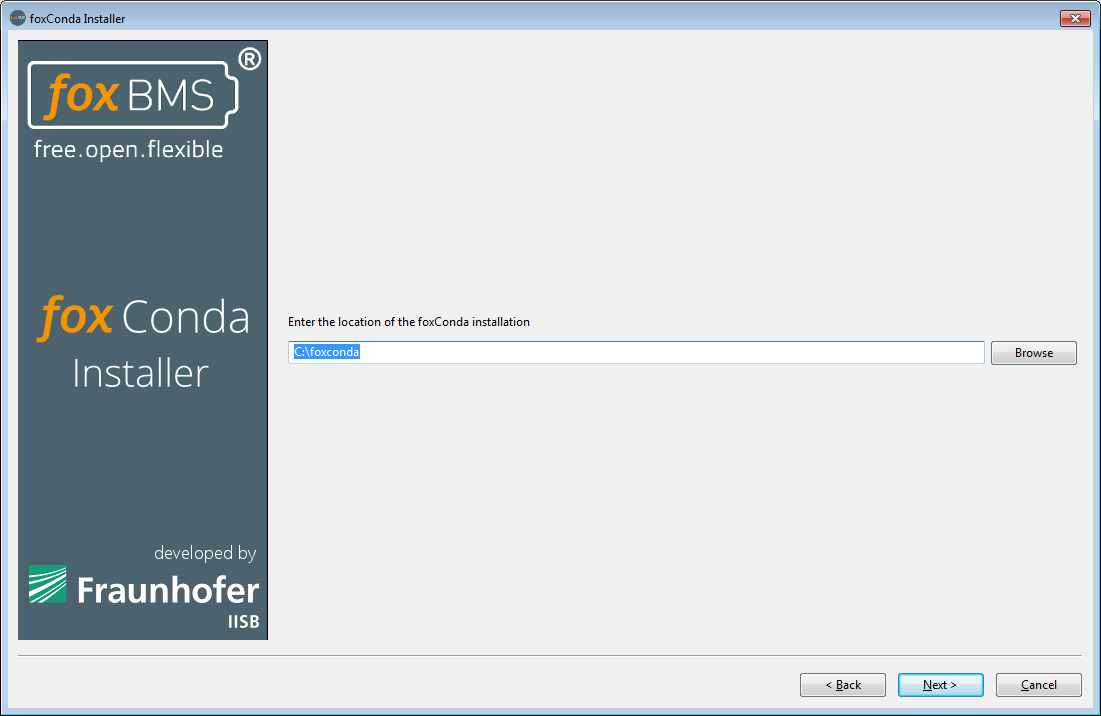 foxConda Installer
®
fox BMS
free.open.flexible
fox Conda
Installer
developed by
Fraunhofer
IISB
Enter the location of the foxConda installation
C:\foxconda
Browse
< Back
Next >
Cancel